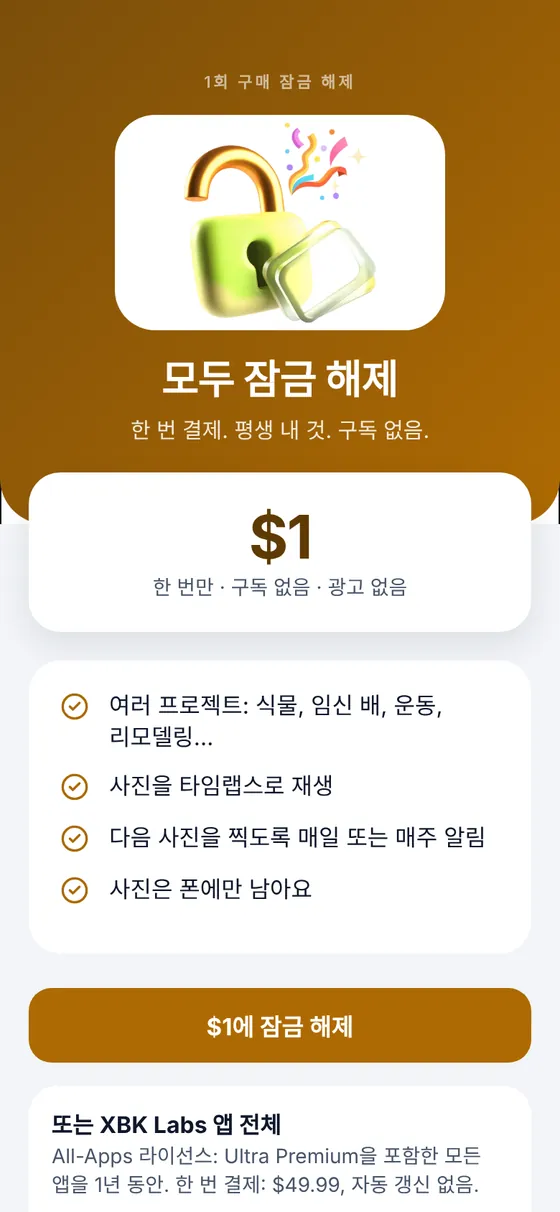 1회 구매 잠금 해제
모두 잠금 해제
한 번 결제. 평생 내 것. 구독 없음.
$1
한 번만 · 구독 없음 · 광고 없음
여러 프로젝트: 식물, 임신 배, 운동,
리모델링...
사진을 타임랩스로 재생
다음 사진을 찍도록 매일 또는 매주 알림
사진은 폰에만 남아요
$1에 잠금 해제
또는 XBK Labs 앱 전체
All-Apps 라이선스: Ultra Premium을 포함한 모든
앱을 1년 동안. 한 번 결제: $49.99, 자동 갱신 없음.